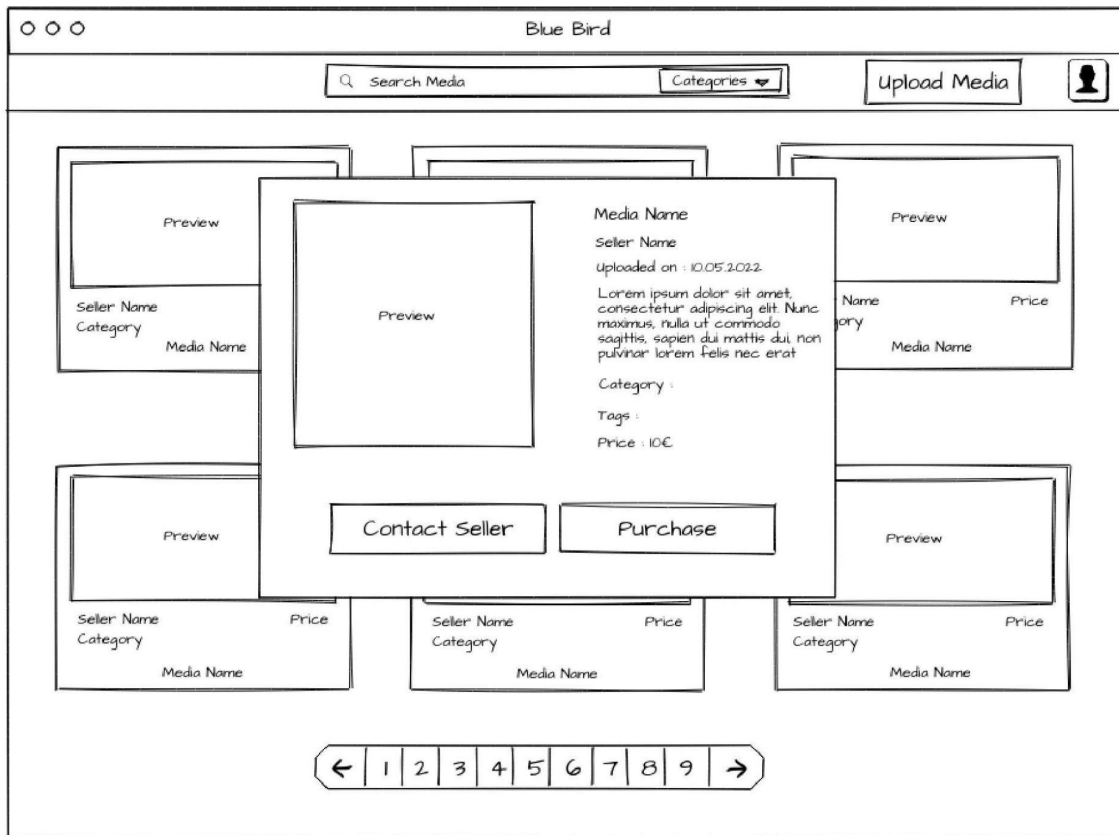 Blue Bird
Search Media
Categories
Upload Media
Preview
Seller Name
Category
Media Name
Preview
Name
Price
Media Name
Preview
Media Name
Seller Name
Uploaded on : 10.05.2022
Lorem ipsum dolor sit amet,
consectetur adipiscing elit. Nunc
maximus, nulla ut commodo
sagittis, sapien dui mattis dui, non
pulvinar lorem felis nec erat
Category :
Tags :
Price : 10€
Contact Seller
Purchase
Preview
Seller Name
Price
Category
Media Name
Seller Name
Price
Category
Media Name
Preview
Seller Name
Price
Category
Media Name
1 2 3 4 5 6 7 8 9